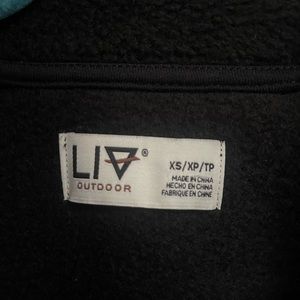 LIV®
OUTDOOR
XS/XP/TP
MADE IN CHINA
HECHO EN CHINA
FABRIQUÉ EN CHINE